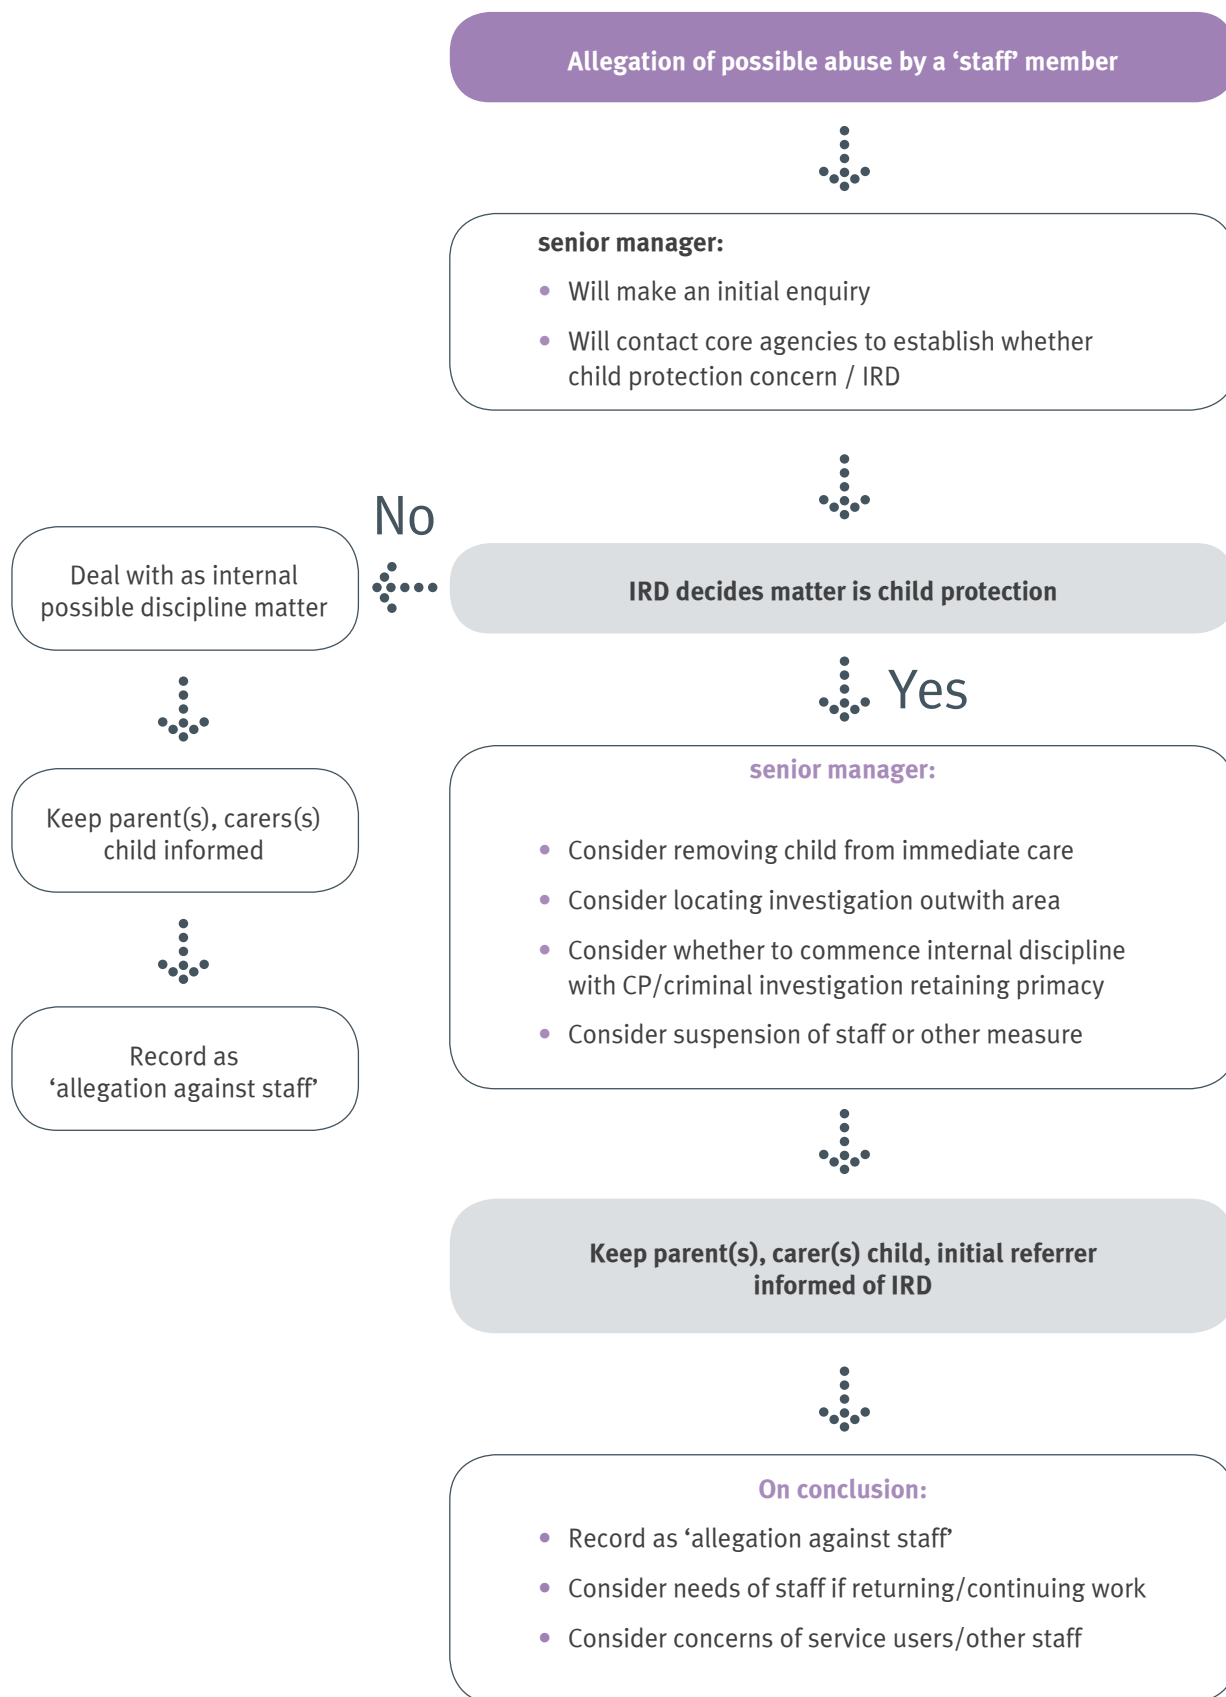 Allegation of possible abuse by a ‘staff’ member
senior manager:
• Will make an initial enquiry
• Will contact core agencies to establish whether
child protection concern / IRD
No
Deal with as internal
possible discipline matter
IRD decides matter is child protection
Yes
Keep parent(s), carers(s)
child informed
Record as
‘allegation against staff’
senior manager:
• Consider removing child from immediate care
• Consider locating investigation outwith area
• Consider whether to commence internal discipline
with CP/criminal investigation retaining primacy
• Consider suspension of staff or other measure
Keep parent(s), carer(s) child, initial referrer
informed of IRD
On conclusion:
• Record as ‘allegation against staff’
• Consider needs of staff if returning/continuing work
• Consider concerns of service users/other staff